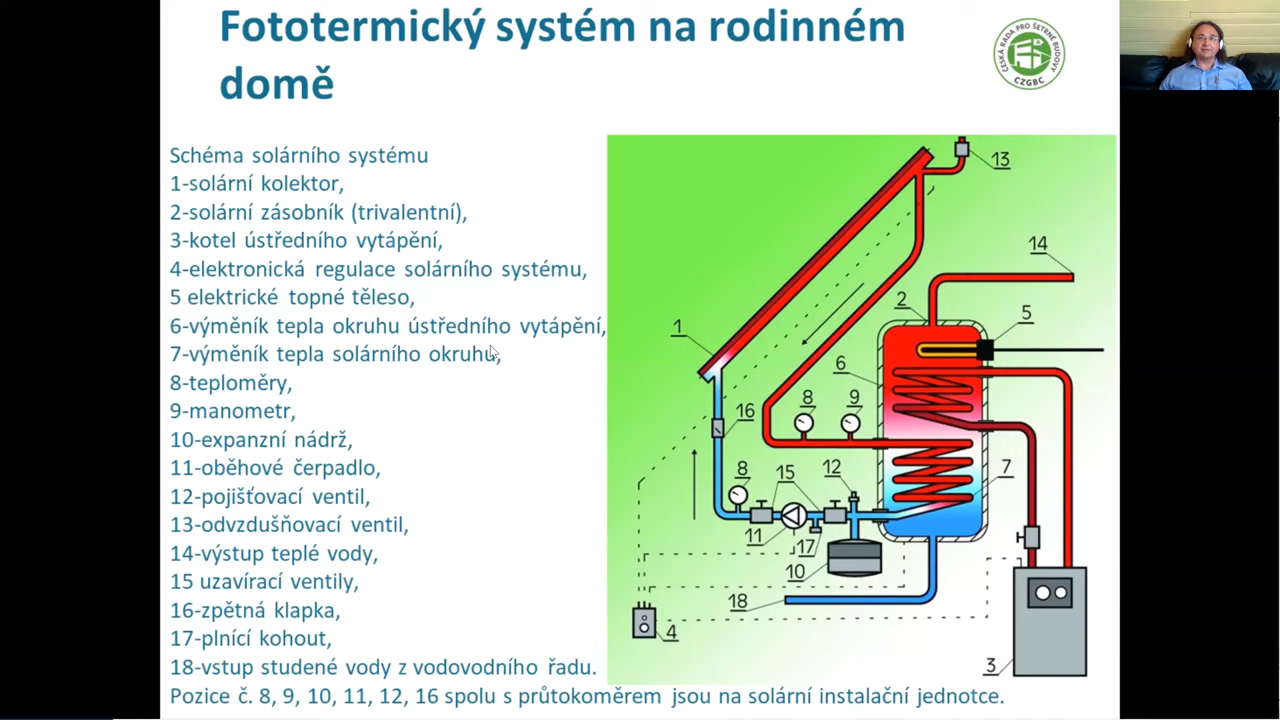 Fototermický systém na rodinném
domě
ČESKÁ RADA PRO ŠETRNÉ BUDOVY
CZGBC
Schéma solárního systému
1-solární kolektor,
2-solární zásobník (trivalentní),
3-kotel ústředního vytápění,
4-elektronická regulace solárního systému,
5 elektrické topné těleso,
6-výměník tepla okruhu ústředního vytápění,
7-výměník tepla solárního okruhu,
8-teploměry,
9-manometr,
10-expanzní nádrž,
11-oběhové čerpadlo,
12-pojišťovací ventil,
13-odvzdušňovací ventil,
14-výstup teplé vody,
15 uzavírací ventily,
16-zpětná klapka,
17-plnící kohout,
18-vstup studené vody z vodovodního řadu.
Pozice č. 8, 9, 10, 11, 12, 16 spolu s průtokoměrem jsou na solární instalační jednotce.
13
14
2
5
1
6
8
9
16
8
15
12
7
11
17
10
18
4
3